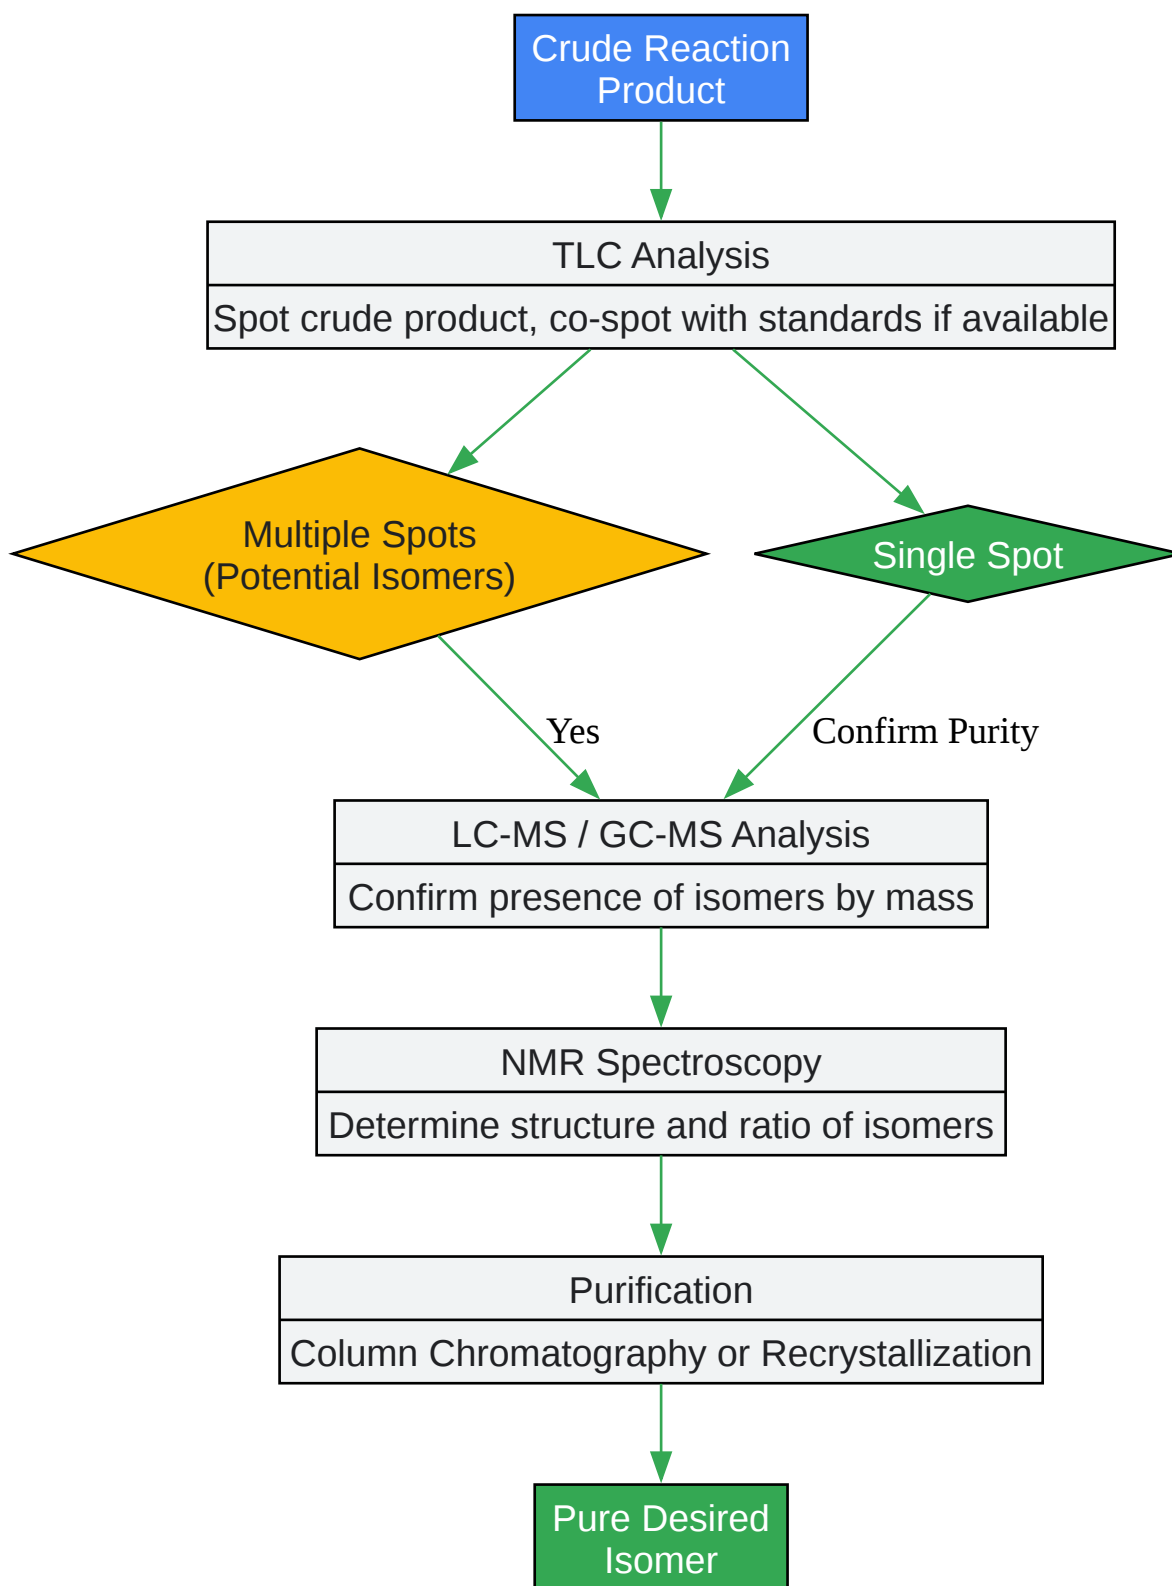 Crude Reaction
Product
TLC Analysis
Spot crude product, co-spot with standards if available
Multiple Spots
(Potential Isomers)
Single Spot
Yes
Confirm Purity
LC-MS / GC-MS Analysis
Confirm presence of isomers by mass
NMR Spectroscopy
Determine structure and ratio of isomers
Purification
Column Chromatography or Recrystallization
Pure Desired
Isomer